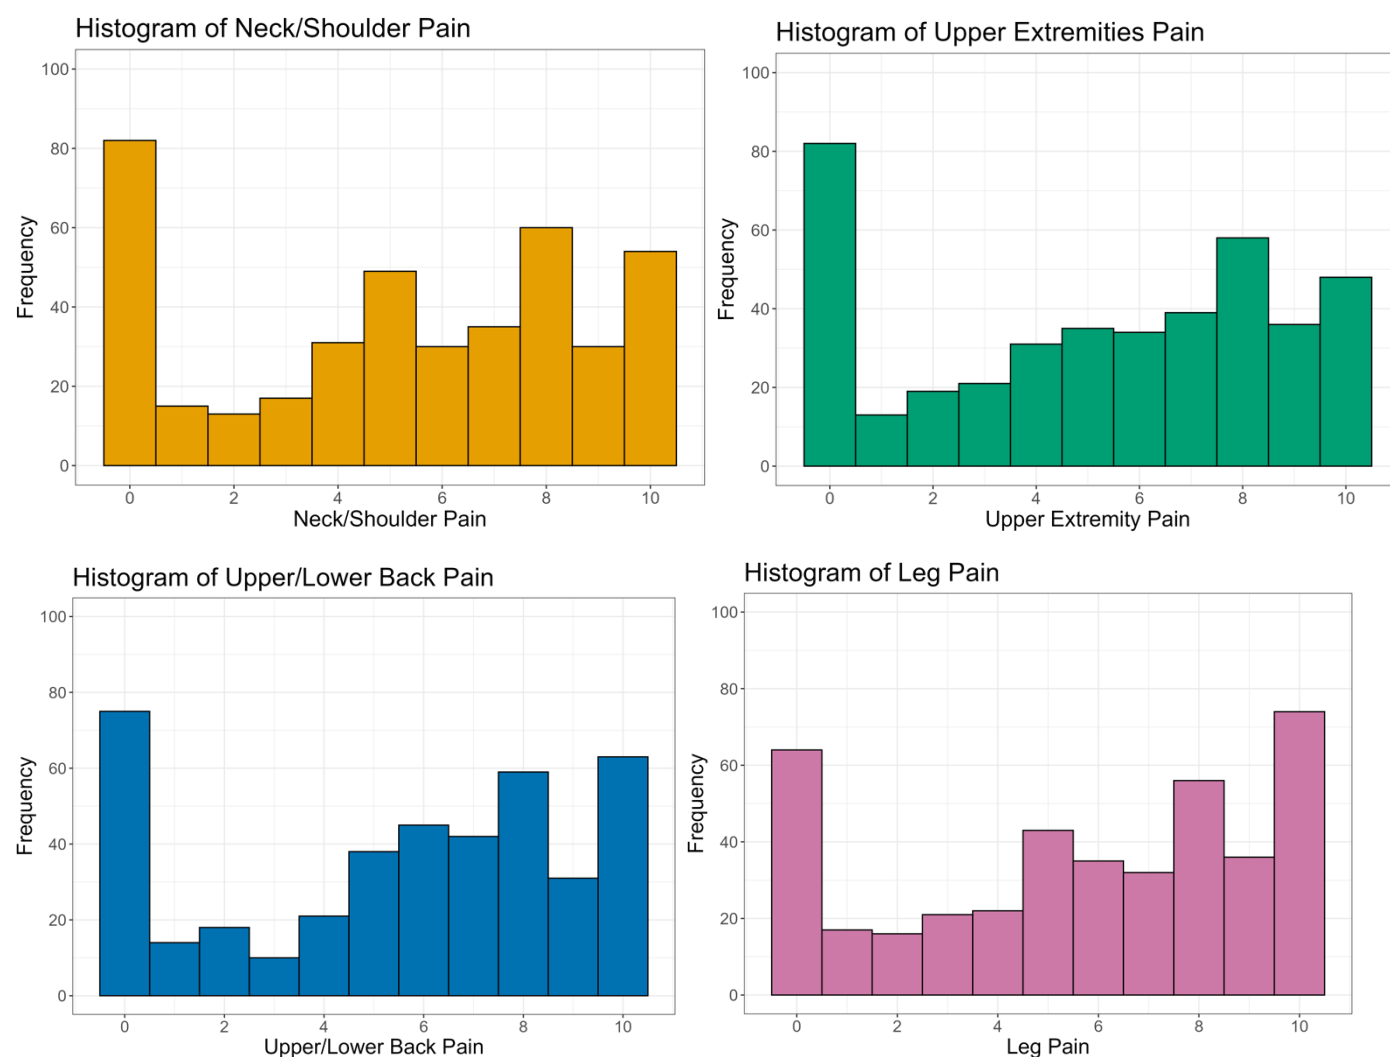 Histogram of Neck/Shoulder Pain
100
80
60
40
20
0
Frequency
0 2 4 6 8 10
Neck/Shoulder Pain
Histogram of Upper Extremities Pain
100
80
60
40
20
0
Frequency
0 2 4 6 8 10
Upper Extremity Pain
Histogram of Upper/Lower Back Pain
100
80
60
40
20
0
Frequency
0 2 4 6 8 10
Upper/Lower Back Pain
Histogram of Leg Pain
100
80
60
40
20
0
Frequency
0 2 4 6 8 10
Leg Pain